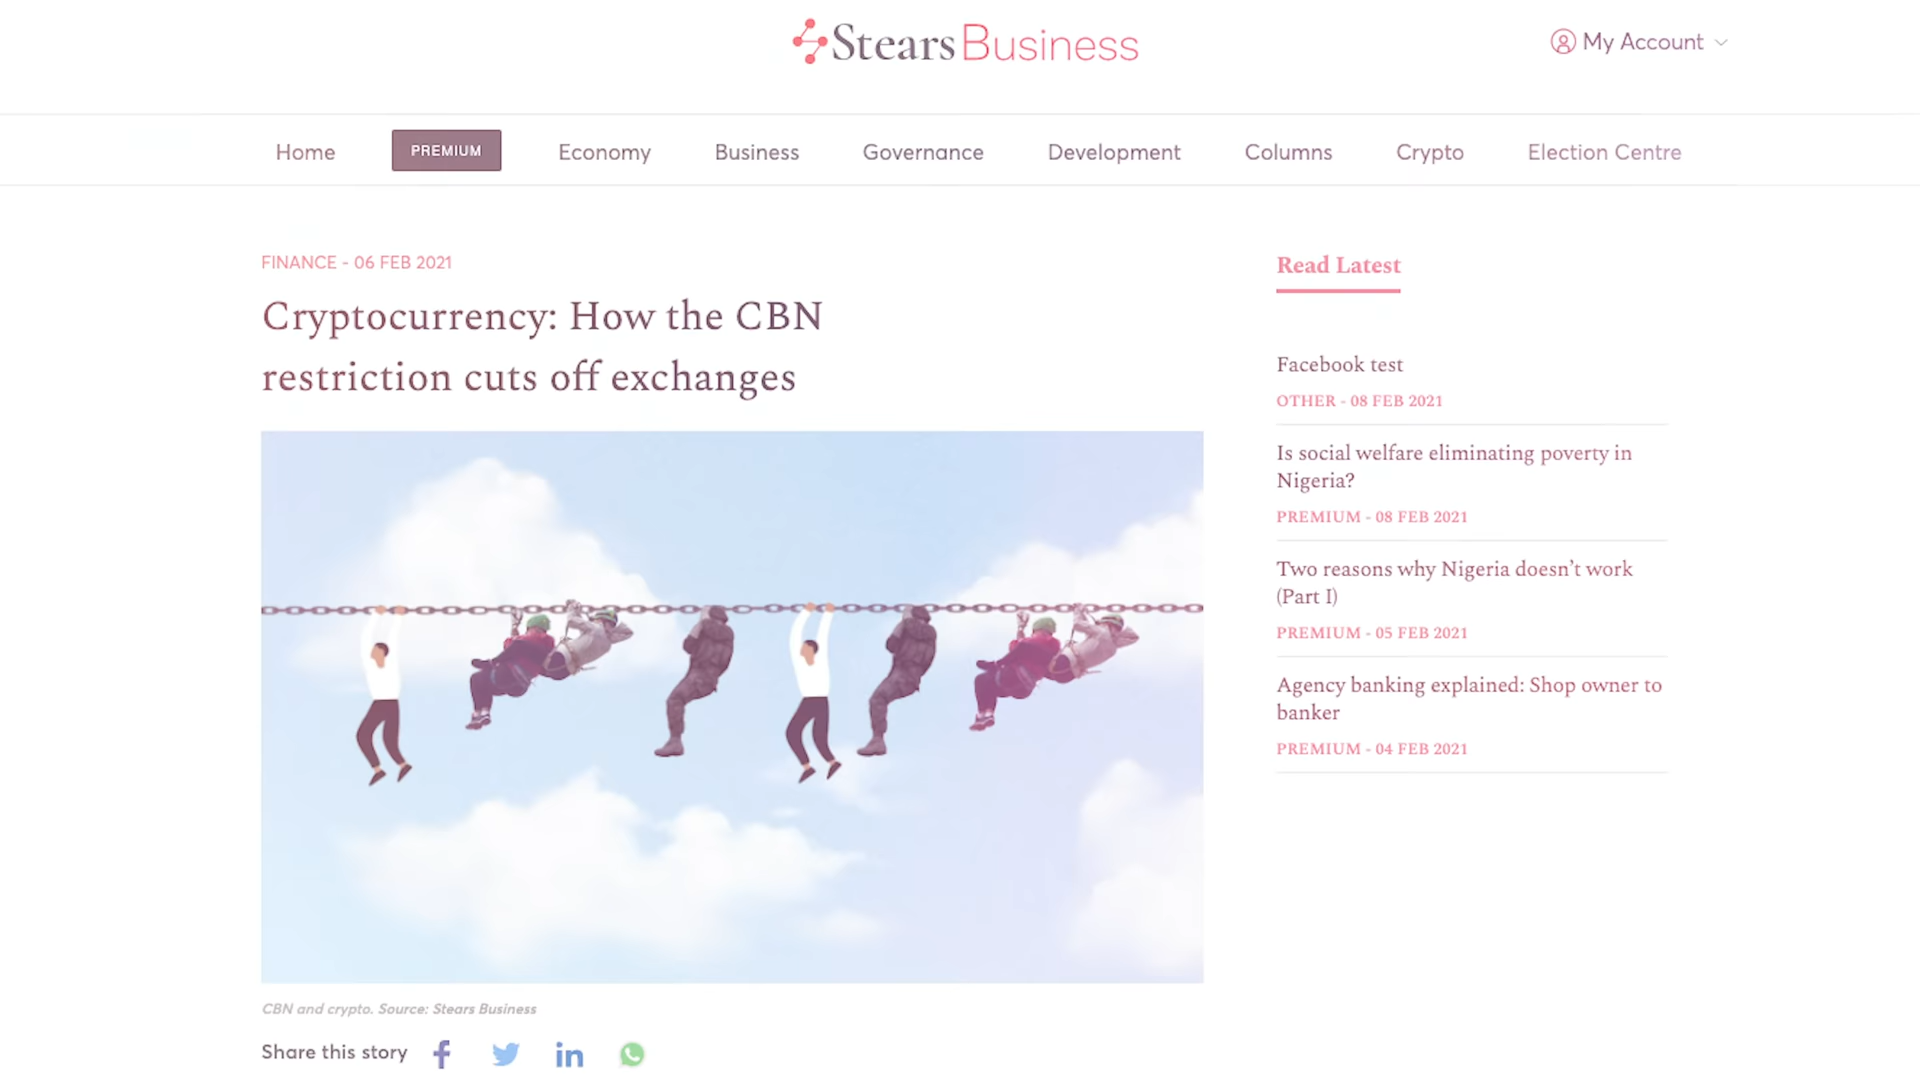 Stears Business
My Account
Home PREMIUM Economy Business Governance Development Columns Crypto Election Centre
FINANCE - 06 FEB 2021
Cryptocurrency: How the CBN
restriction cuts off exchanges
CBN and crypto. Source: Stears Business
Share this story
Read Latest
Facebook test
OTHER - 08 FEB 2021
Is social welfare eliminating poverty in
Nigeria?
PREMIUM - 08 FEB 2021
Two reasons why Nigeria doesn’t work
(Part I)
PREMIUM - 05 FEB 2021
Agency banking explained: Shop owner to
banker
PREMIUM - 04 FEB 2021